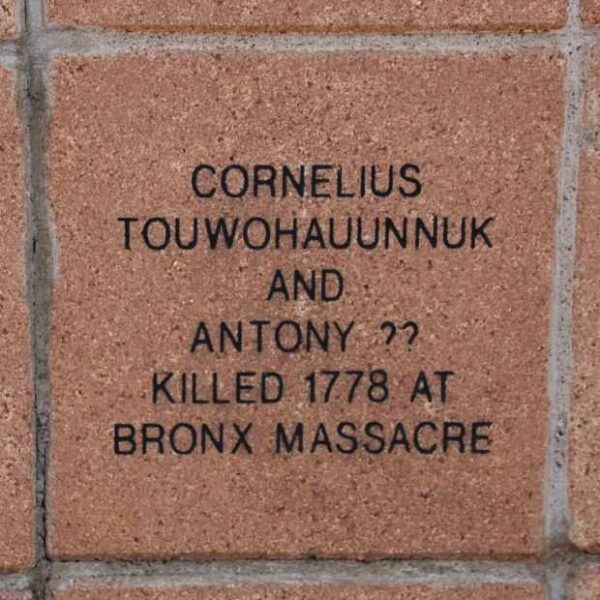 CORNELIUS
TOUWOHAUUNNUK
AND
ANTONY ??
KILLED 1778 AT
BRONX MASSACRE